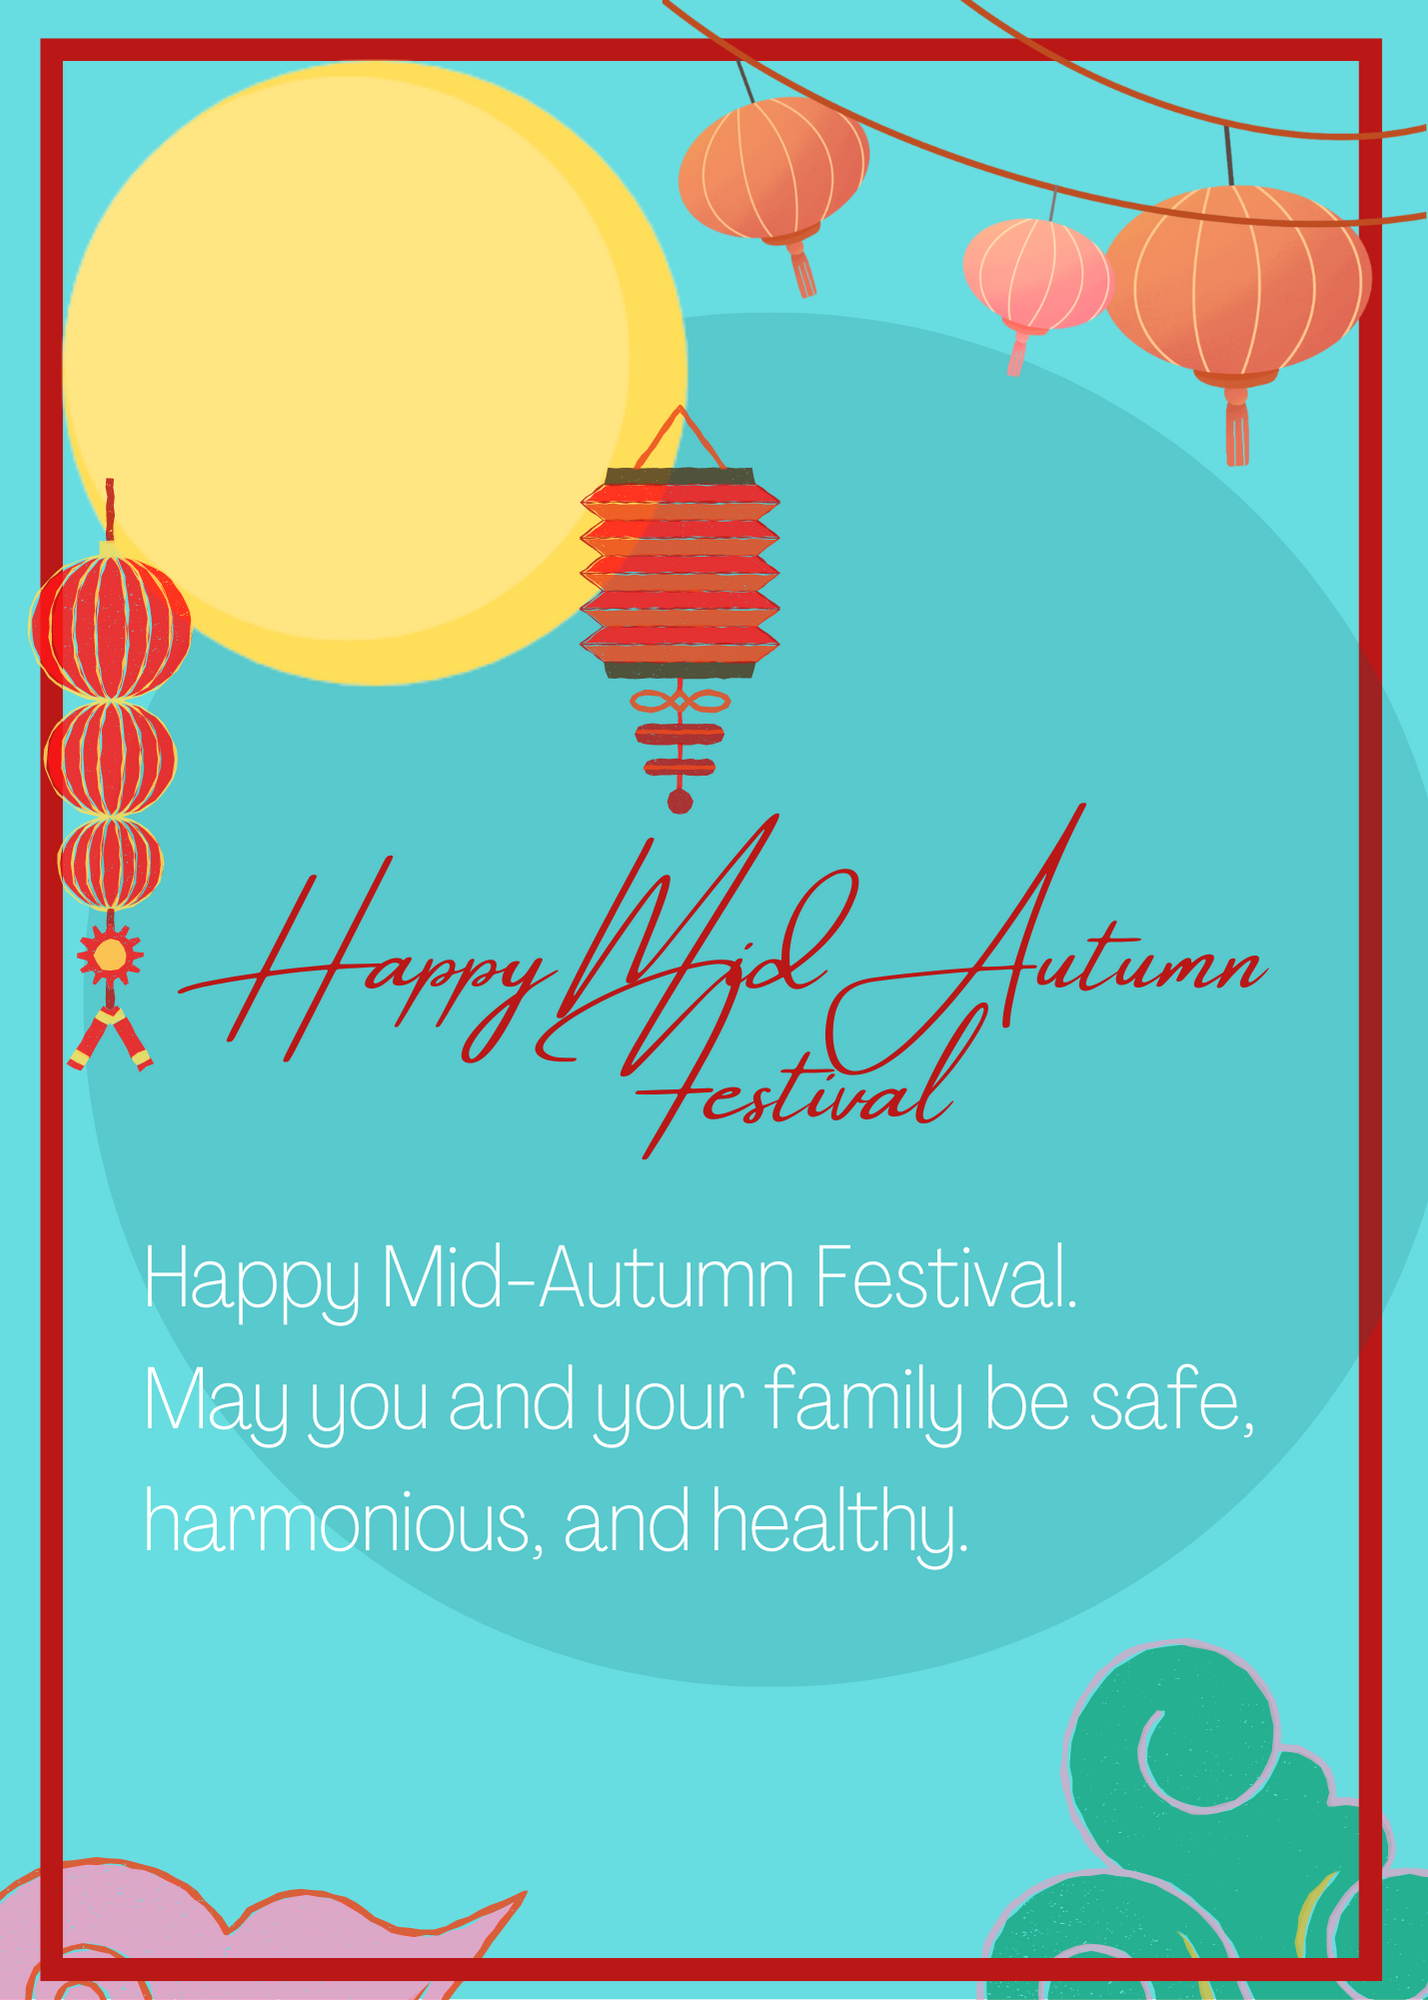 Happy Mid Autumn
Festival
Happy Mid-Autumn Festival.
May you and your family be safe,
harmonious, and healthy.